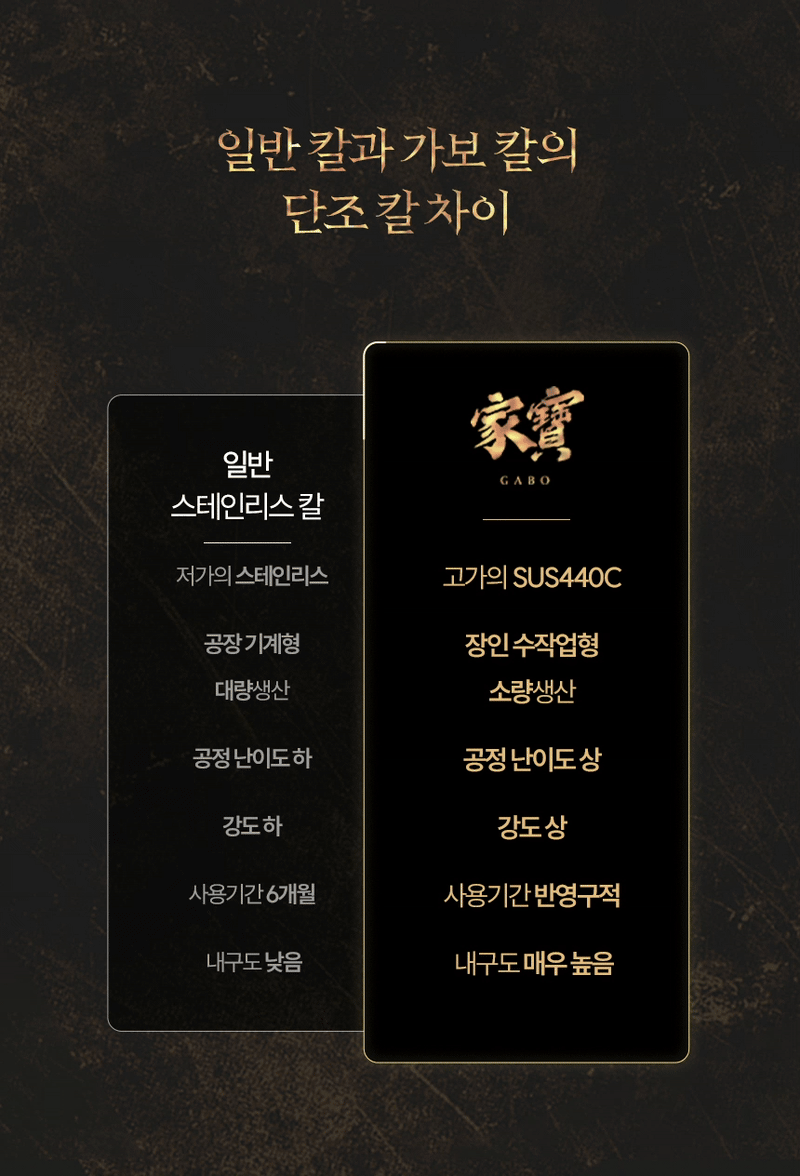 일반 칼과 가보 칼의
단조 칼 차이
일반
스테인리스 칼
저가의 스테인리스
공장 기계형
대량생산
공정 난이도 하
강도 하
사용기간 6개월
내구도 낮음
家寶
GABO
고가의 SUS440C
장인 수작업형
소량생산
공정 난이도 상
강도 상
사용기간 반영구적
내구도 매우 높음